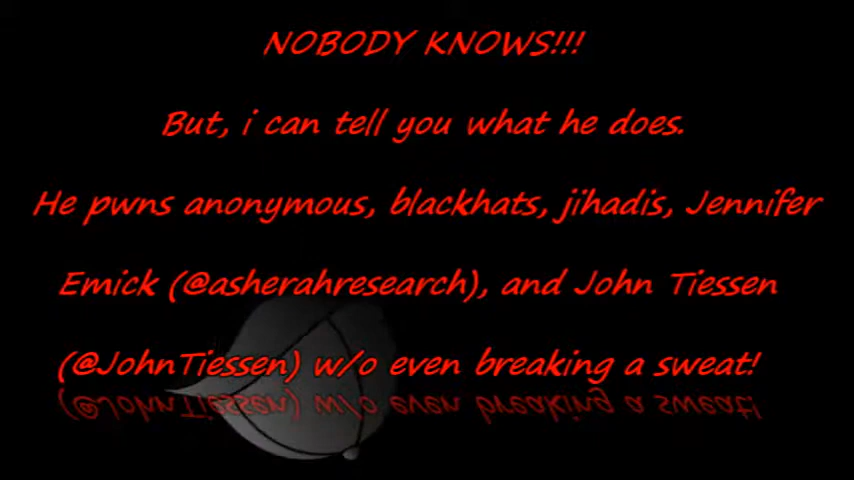 NOBODY KNOWS!!!
But, i can tell you what he does.
He pwns anonymous, blackhats, jihadis, Jennifer
Emick (@asherahresearch), and John Tiessen
(@JohnTiessen) w/o even breaking a sweat!